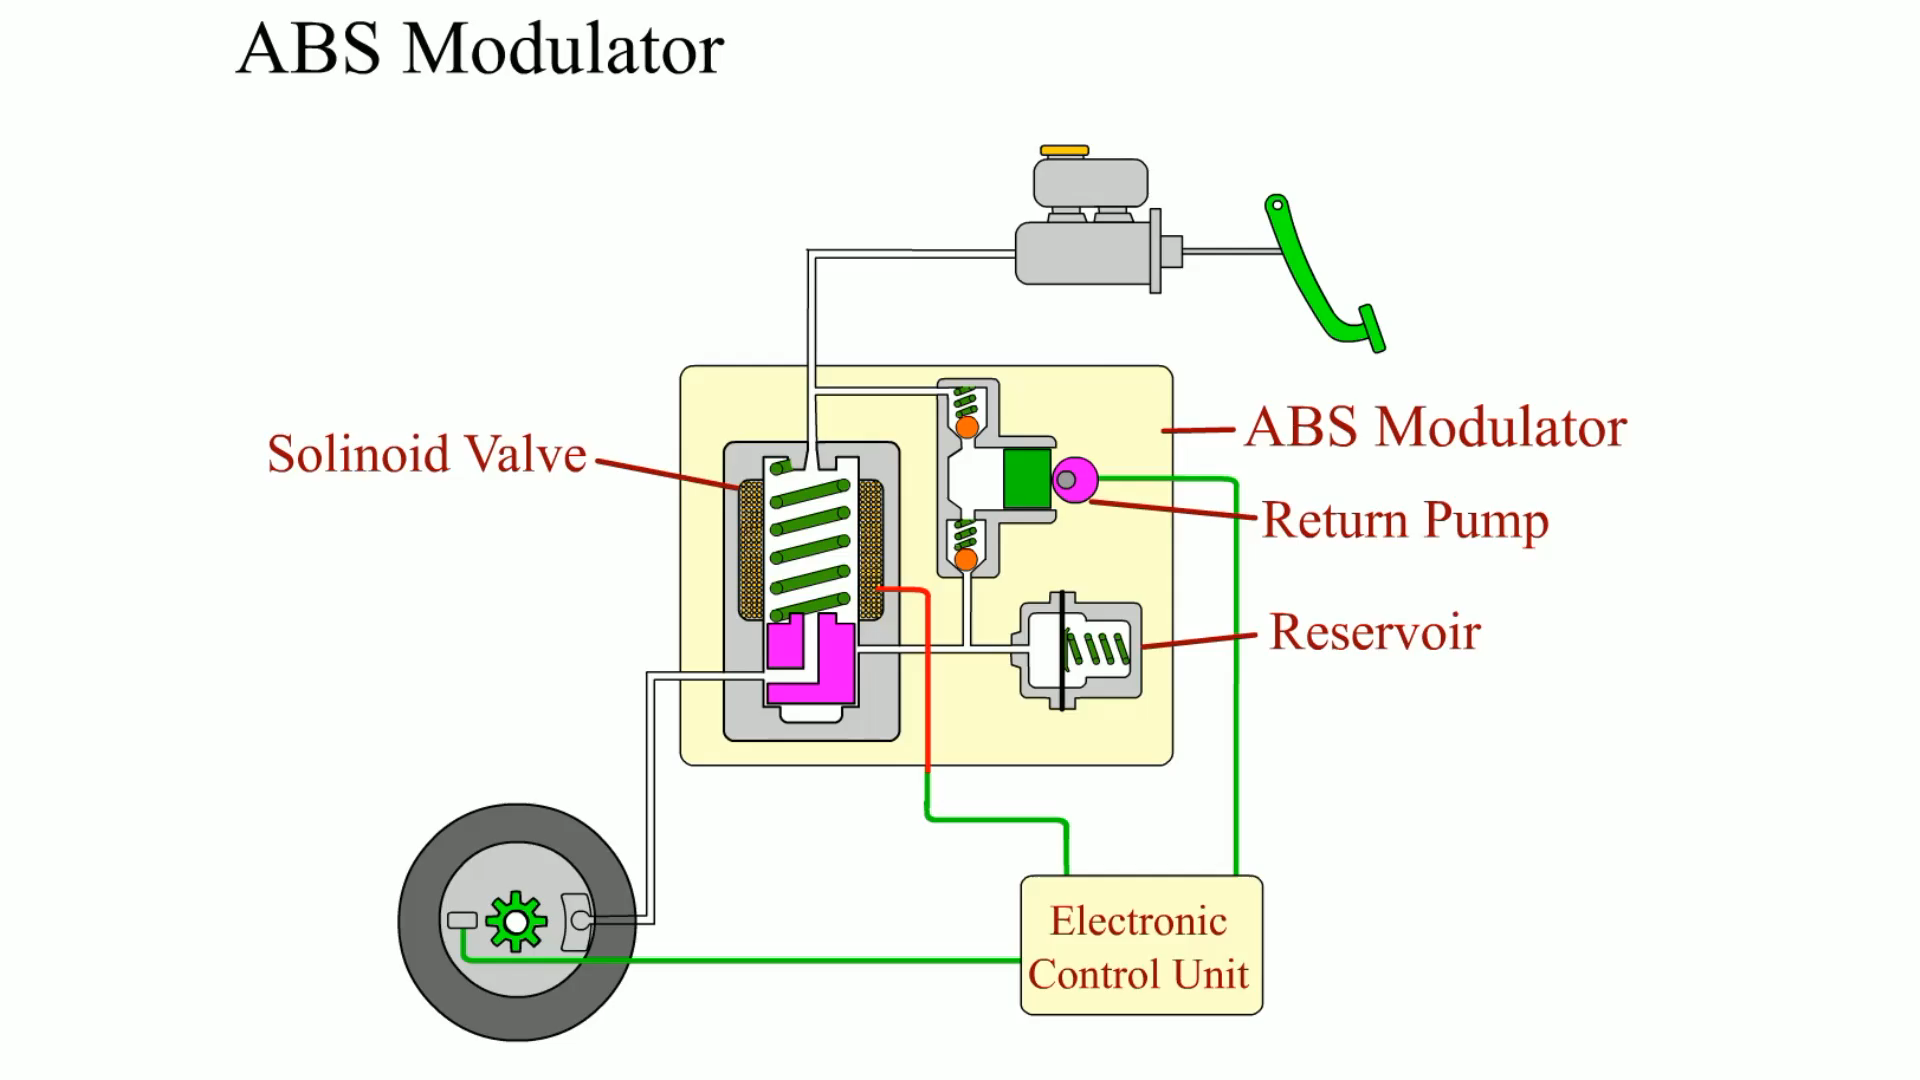 ABS Modulator
Solinoid Valve
ABS Modulator
Return Pump
Reservoir
Electronic
Control Unit